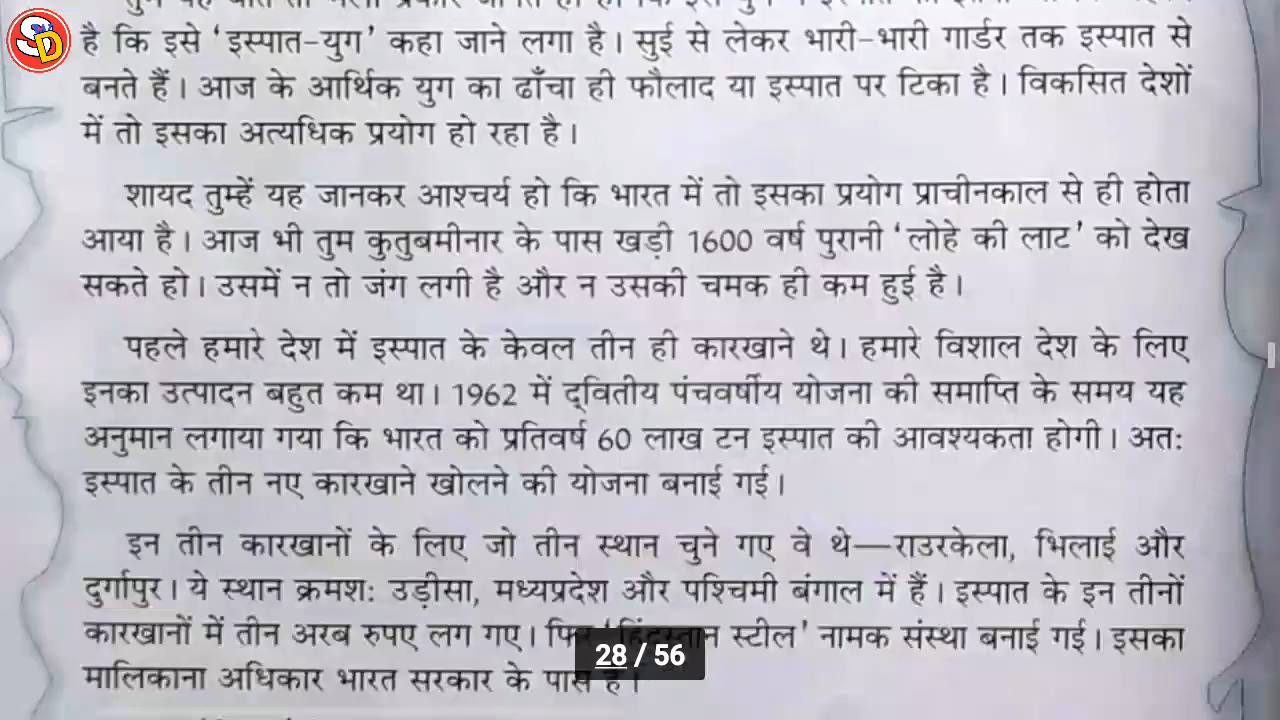 SD
है कि इसे ‘इस्पात-युग’ कहा जाने लगा है। सुई से लेकर भारी-भारी गार्डर तक इस्पात से
बनते हैं। आज के आर्थिक युग का ढाँचा ही फौलाद या इस्पात पर टिका है। विकसित देशों
में तो इसका अत्यधिक प्रयोग हो रहा है।
शायद तुम्हें यह जानकर आश्चर्य हो कि भारत में तो इसका प्रयोग प्राचीनकाल से ही होता
आया है। आज भी तुम कुतुबमीनार के पास खड़ी 1600 वर्ष पुरानी ‘लोहे की लाट’ को देख
सकते हो। उसमें न तो जंग लगी है और न उसकी चमक ही कम हुई है।
पहले हमारे देश में इस्पात के केवल तीन ही कारखाने थे। हमारे विशाल देश के लिए
इनका उत्पादन बहुत कम था। 1962 में द्वितीय पंचवर्षीय योजना की समाप्ति के समय यह
अनुमान लगाया गया कि भारत को प्रतिवर्ष 60 लाख टन इस्पात की आवश्यकता होगी। अतः
इस्पात के तीन नए कारखाने खोलने की योजना बनाई गई।
इन तीन कारखानों के लिए जो तीन स्थान चुने गए वे थे—राउरकेला, भिलाई और
दुर्गापुर। ये स्थान क्रमशः उड़ीसा, मध्यप्रदेश और पश्चिमी बंगाल में हैं। इस्पात के इन तीनों
कारखानों में तीन अरब रुपए लग गए। फिर ‘हिंदुस्तान स्टील’ नामक संस्था बनाई गई। इसका
मालिकाना अधिकार भारत सरकार के पास है।
28 / 56